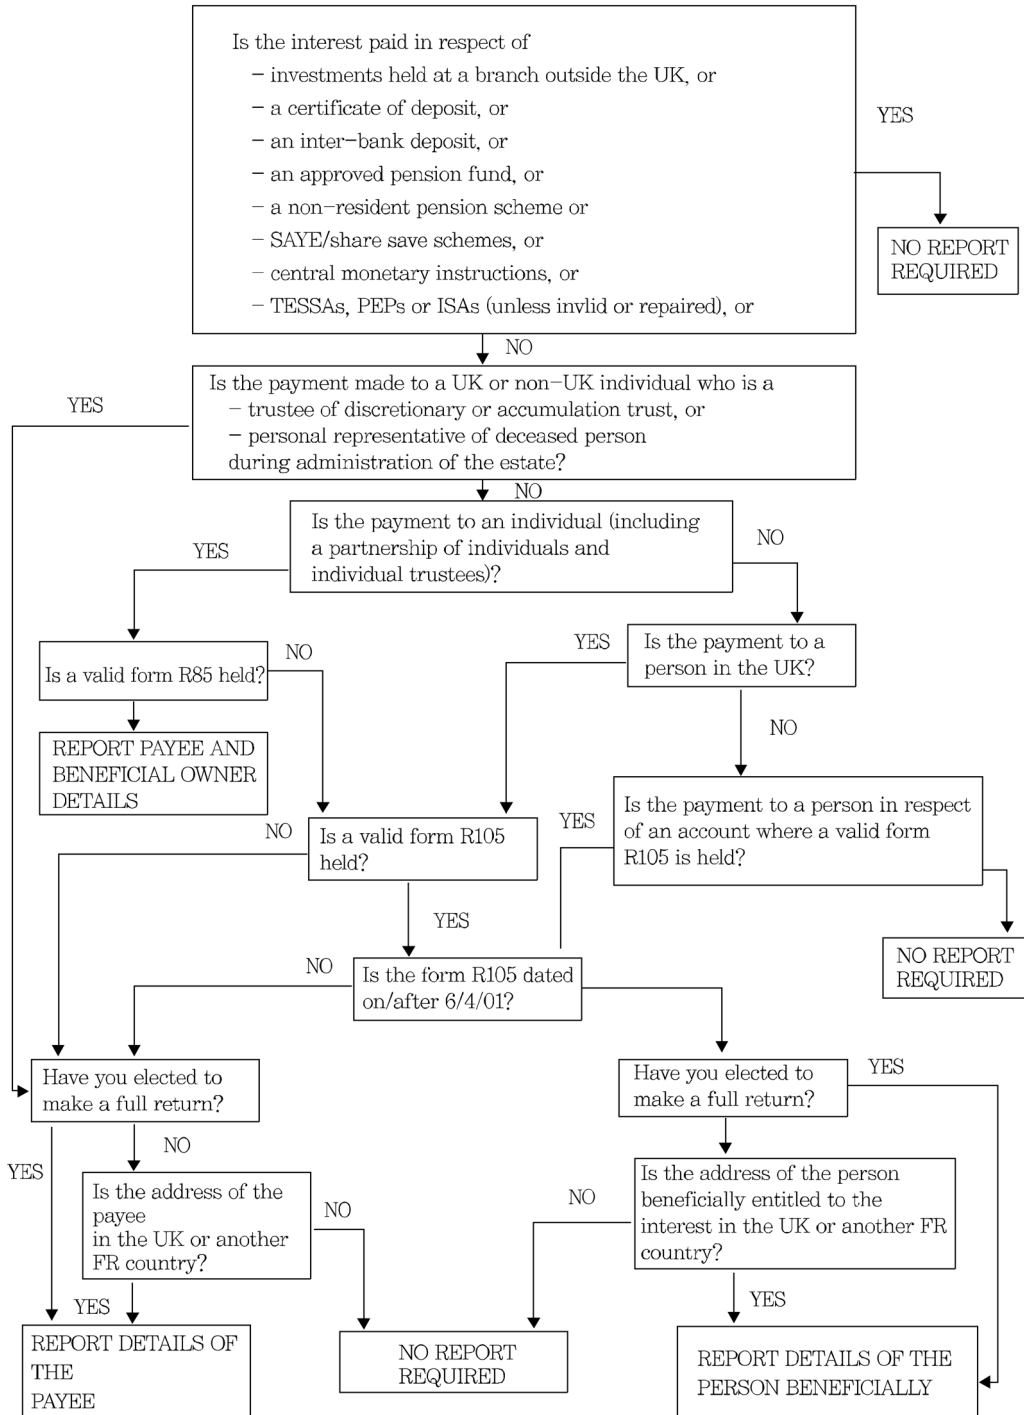 Is the interest paid in respect of
– investments held at a branch outside the UK, or
– a certificate of deposit, or
– an inter-bank deposit, or
– an approved pension fund, or
– a non-resident pension scheme or
– SAYE/share save schemes, or
– central monetary instructions, or
– TESSAs, PEPs or ISAs (unless invlid or repaired), or
YES
NO REPORT
REQUIRED
NO
Is the payment made to a UK or non-UK individual who is a
– trustee of discretionary or accumulation trust, or
– personal representative of deceased person
during administration of the estate?
YES
NO
Is the payment to an individual (including
a partnership of individuals and
individual trustees)?
YES
NO
Is a valid form R85 held?
NO
YES
Is the payment to a
person in the UK?
REPORT PAYEE AND
BENEFICIAL OWNER
DETAILS
NO
Is the payment to a person in respect
of an account where a valid form
R105 is held?
NO
Is a valid form R105
held?
YES
YES
NO REPORT
REQUIRED
NO
Is the form R105 dated
on/after 6/4/01?
Have you elected to
make a full return?
Have you elected to
make a full return?
YES
NO
YES
Is the address of the
payee
in the UK or another
FR country?
NO
NO
Is the address of the person
beneficially entitled to the
interest in the UK or another FR
country?
YES
YES
REPORT DETAILS OF
THE
PAYEE
NO REPORT
REQUIRED
REPORT DETAILS OF THE
PERSON BENEFICIALLY